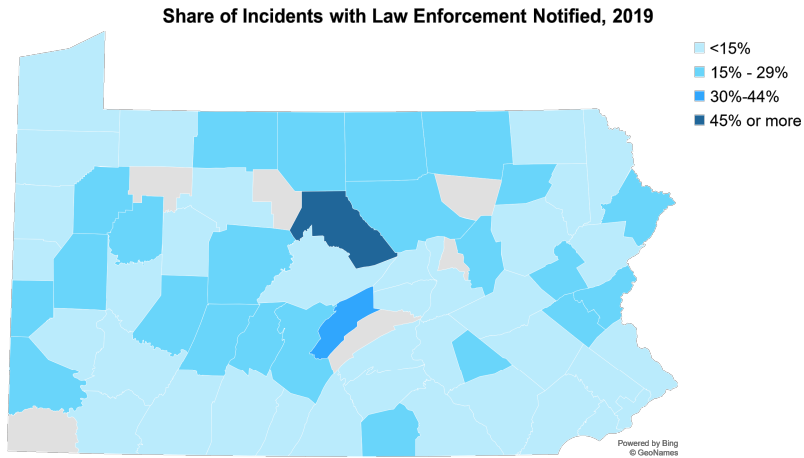 Share of Incidents with Law Enforcement Notified, 2019
<15%
15% - 29%
30%-44%
45% or more
Powered by Bing
© GeoNames